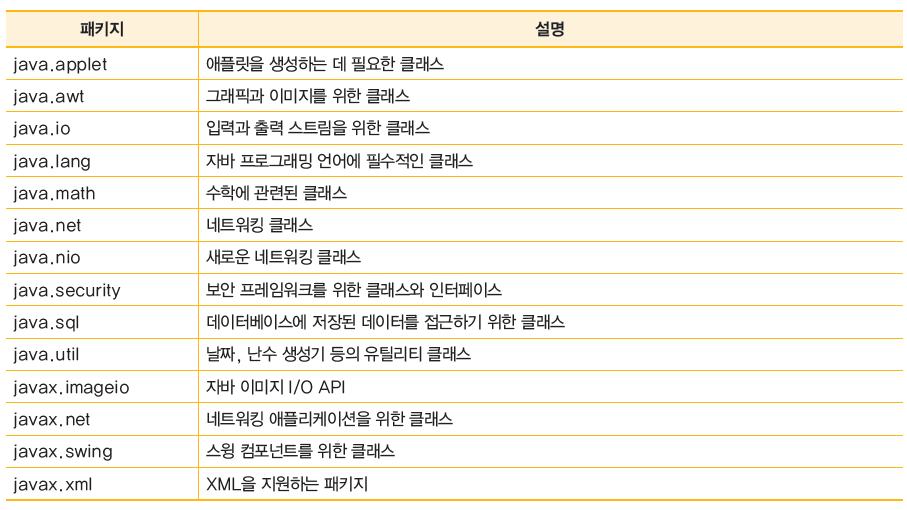 패키지 설명
java.applet 애플릿을 생성하는 데 필요한 클래스
java.awt 그래픽과 이미지를 위한 클래스
java.io 입력과 출력 스트림을 위한 클래스
java.lang 자바 프로그래밍 언어에 필수적인 클래스
java.math 수학에 관련된 클래스
java.net 네트워킹 클래스
java.nio 새로운 네트워킹 클래스
java.security 보안 프레임워크를 위한 클래스와 인터페이스
java.sql 데이터베이스에 저장된 데이터를 접근하기 위한 클래스
java.util 날짜, 난수 생성기 등의 유틸리티 클래스
javax.imageio 자바 이미지 I/O API
javax.net 네트워킹 애플리케이션을 위한 클래스
javax.swing 스윙 컴포넌트를 위한 클래스
javax.xml XML을 지원하는 패키지